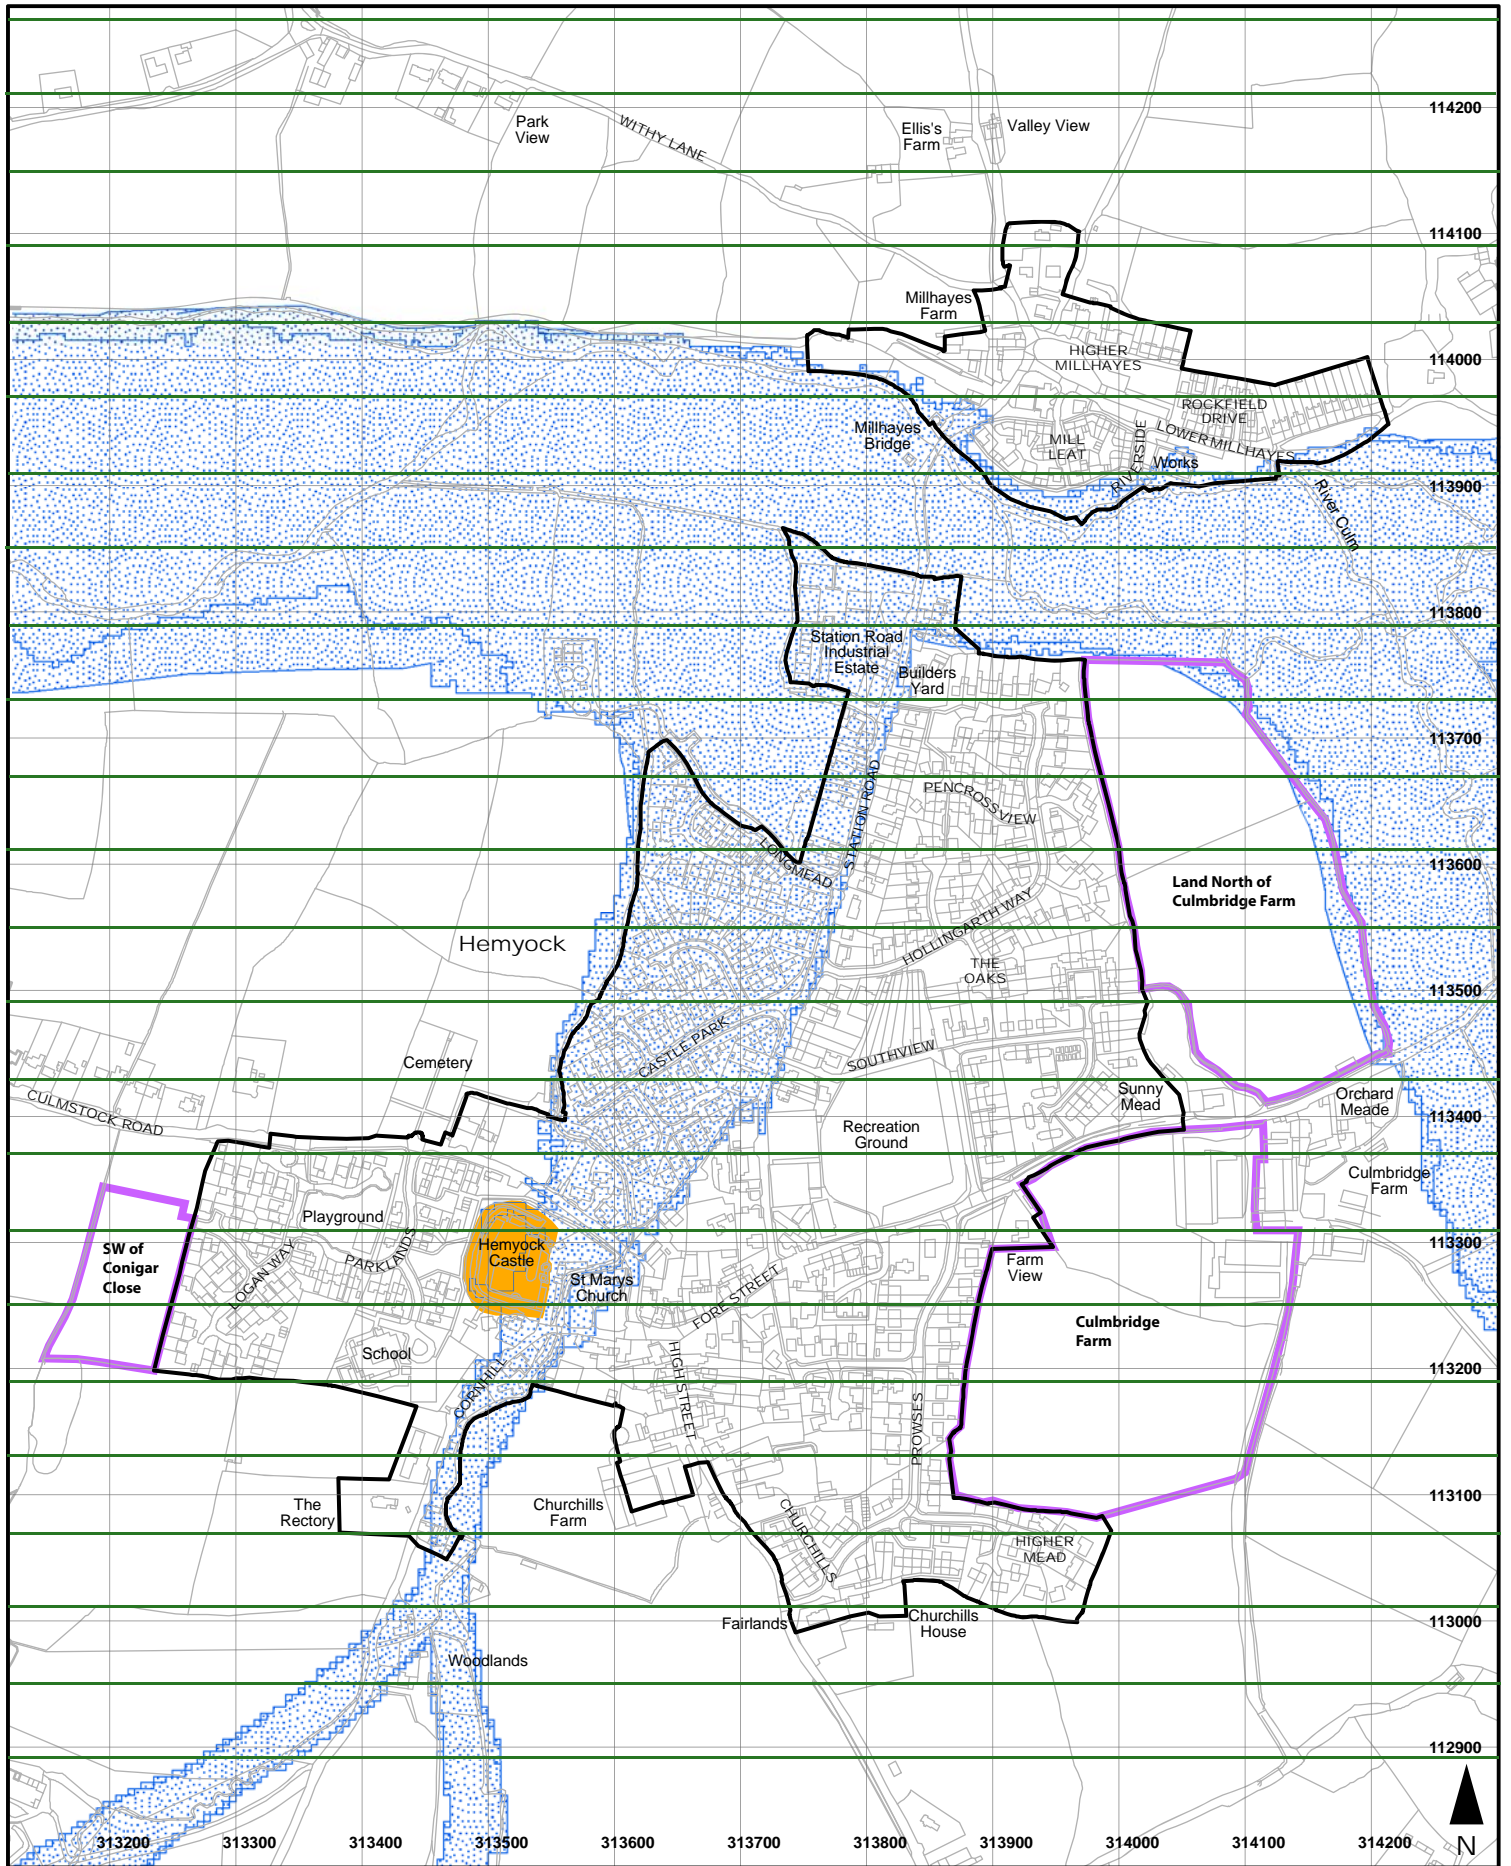 114200
Park
View
WITHY LANE
Ellis's
Farm
Valley View
114100
Millhayes
Farm
HIGHER
MILLHAYES
114000
ROCKFIELD
DRIVE
Millhayes
Bridge
MILL
LEAT
RIVERSIDE
LOWER MILLHAYES
Works
113900
River Culm
113800
Station Road
Industrial
Estate
Builders
Yard
113700
STATION ROAD
PENCROSS VIEW
LONGMEAD
113600
Land North of
Culmbridge Farm
Hemyock
HOLLINGARTH WAY
THE
OAKS
113500
CASTLE PARK
SOUTHVIEW
Cemetery
CULMSTOCK ROAD
Sunny
Mead
Orchard
Meade
113400
Recreation
Ground
Culmbridge
Farm
Playground
SW of
Conigar
Close
LOGAN WAY
PARKLANDS
Hemyock
Castle
St Marys
Church
113300
Farm
View
FORE STREET
Culmbridge
Farm
School
CORNHILL
HIGH STREET
113200
PROWSES
113100
The
Rectory
Churchills
Farm
CHURCHILLS
HIGHER
MEAD
Fairlands
Churchills
House
113000
Woodlands
112900
313200 313300 313400 313500 313600 313700 313800 313900 314000 314100 314200
N